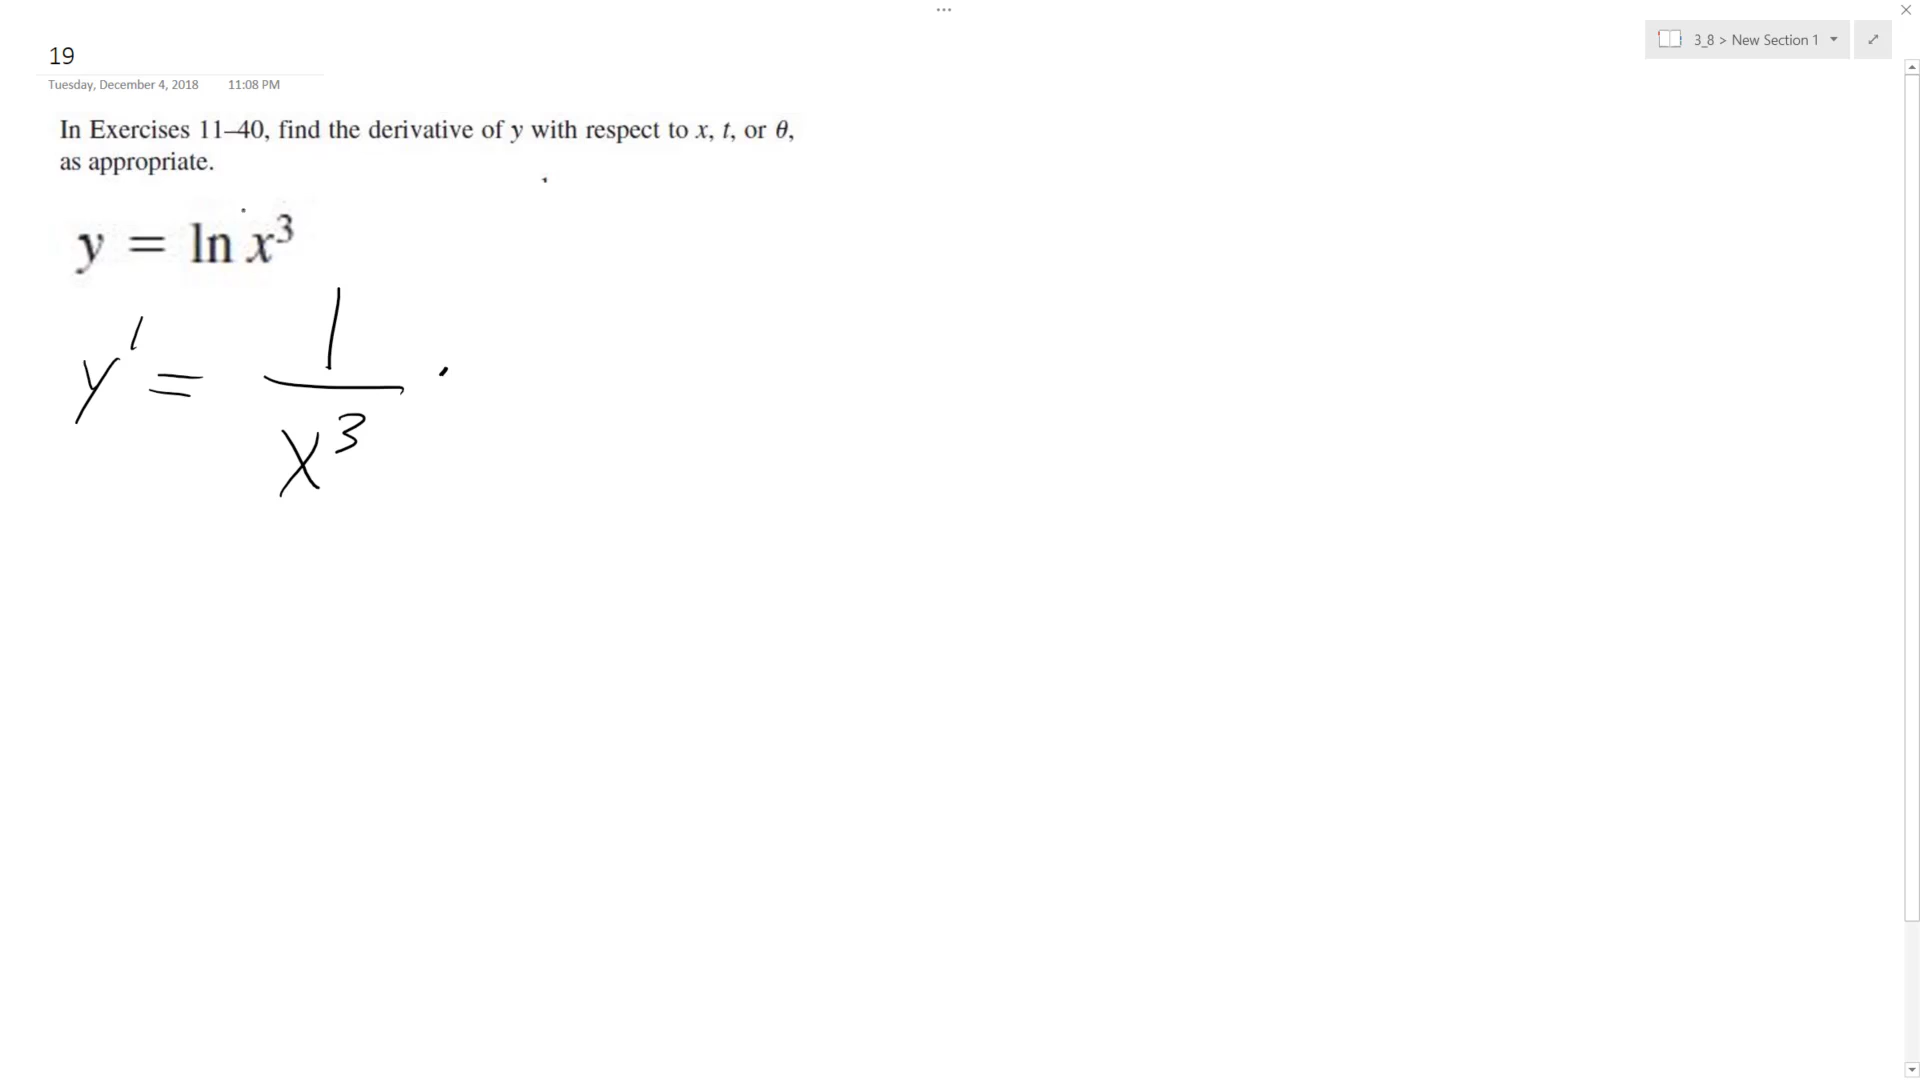 ...
3_8 > New Section 1
19
Tuesday, December 4, 2018 11:08 PM
In Exercises 11–40, find the derivative of y with respect to x, t, or θ,
as appropriate.
y = ln x³
y' = 1/x³ ·